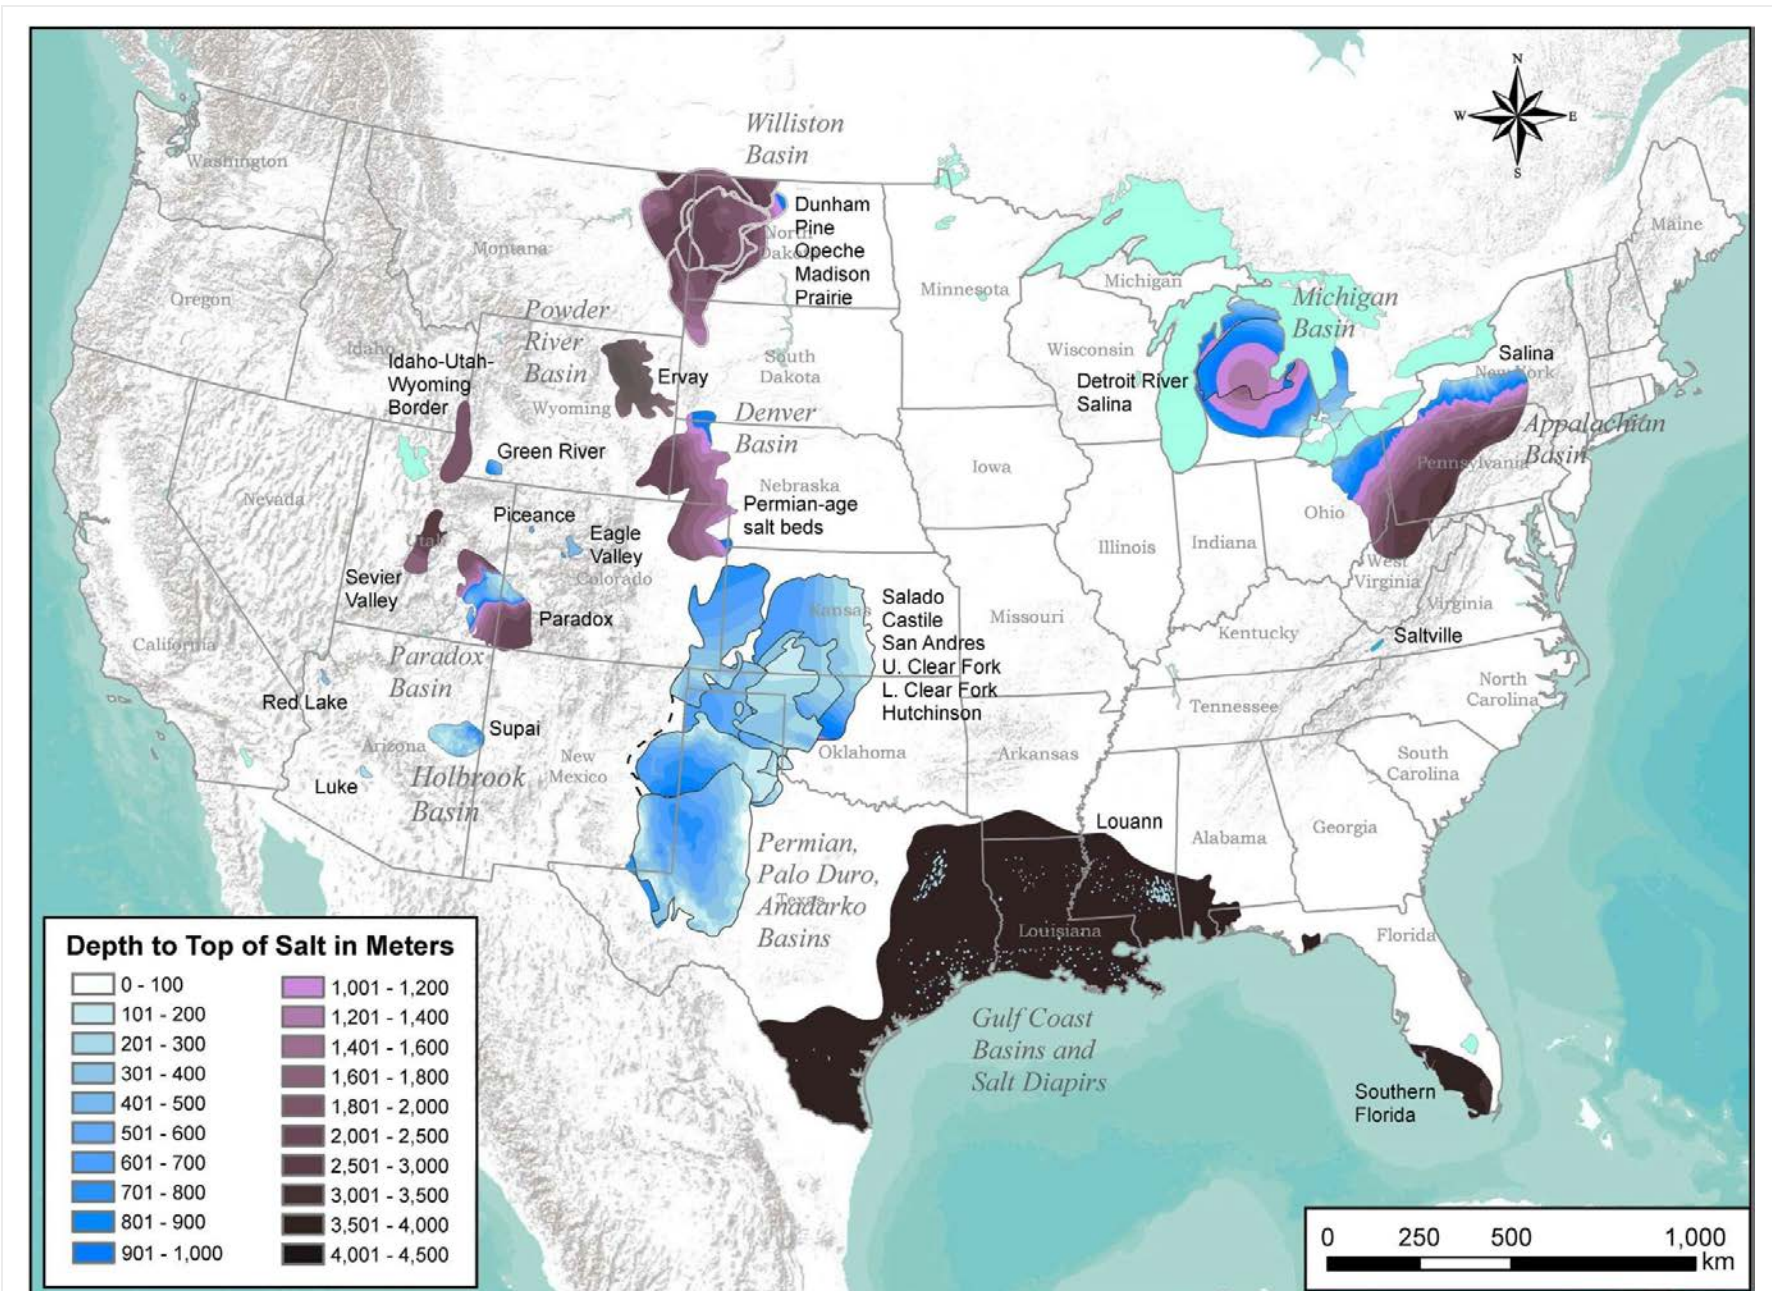 N
W
E
S
Williston
Basin
Washington
Dunham
Pine
Opeche
Madison
Prairie
North
Dakota
Maine
Montana
Oregon
Minnesota
Michigan
Michigan
Basin
Powder
River
Basin
Idaho
Idaho-Utah-
Wyoming
Border
Ervay
South
Dakota
Wisconsin
Detroit River
Salina
Salina
New York
Wyoming
Denver
Basin
Appalachian
Basin
Pennsylvania
Green River
Nevada
Nebraska
Iowa
Permian-age
salt beds
Piceance
Eagle
Valley
Colorado
Utah
Ohio
Illinois
Indiana
West
Virginia
Virginia
Sevier
Valley
Paradox
Kansas
Salado
Castile
San Andres
U. Clear Fork
L. Clear Fork
Hutchinson
Missouri
Kentucky
Saltville
California
Paradox
Basin
Red Lake
Supai
Arizona
New
Mexico
Luke
Holbrook
Basin
Oklahoma
Arkansas
Tennessee
North
Carolina
South
Carolina
Louann
Alabama
Georgia
Permian,
Palo Duro,
Anadarko
Basins
Texas
Louisiana
Florida
Gulf Coast
Basins and
Salt Diapirs
Southern
Florida
Depth to Top of Salt in Meters
0 - 100
101 - 200
201 - 300
301 - 400
401 - 500
501 - 600
601 - 700
701 - 800
801 - 900
901 - 1,000
1,001 - 1,200
1,201 - 1,400
1,401 - 1,600
1,601 - 1,800
1,801 - 2,000
2,001 - 2,500
2,501 - 3,000
3,001 - 3,500
3,501 - 4,000
4,001 - 4,500
0 250 500 1,000
km